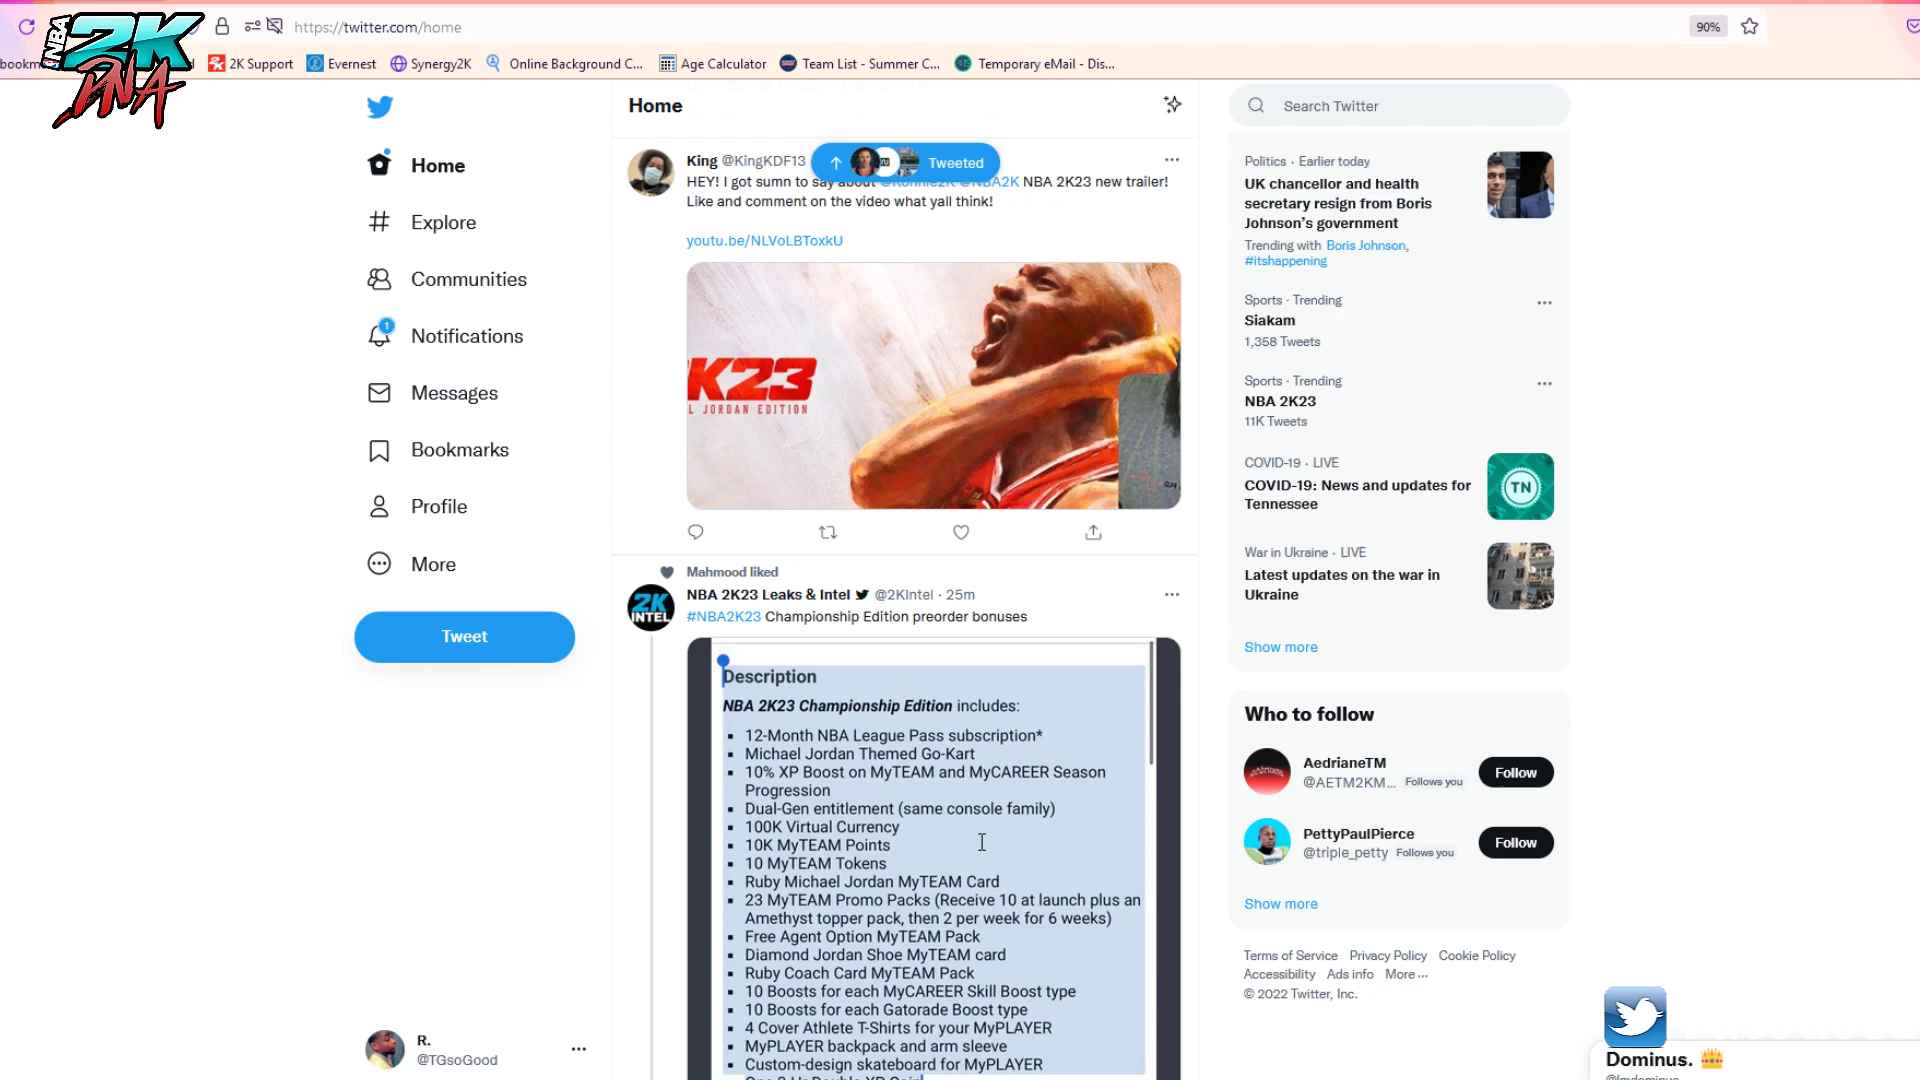 NBA 2K DNA
https://twitter.com/home
90%
2K Support
Evernest
Synergy2K
Online Background C...
Age Calculator
Team List - Summer C...
Temporary eMail - Dis...
Home
Explore
Communities
Notifications
1
Messages
Bookmarks
Profile
More
Tweet
R.
@TGsoGood
Home
Tweeted
King @KingKDF13
HEY! I got sumn to say about @Ronnie2K @NBA2K NBA 2K23 new trailer!
Like and comment on the video what yall think!
youtu.be/NLVoLBToxkU
K23
L JORDAN EDITION
Mahmood liked
2K INTEL
NBA 2K23 Leaks & Intel @2KIntel · 25m
#NBA2K23 Championship Edition preorder bonuses
Description
NBA 2K23 Championship Edition includes:
12-Month NBA League Pass subscription*
Michael Jordan Themed Go-Kart
10% XP Boost on MyTEAM and MyCAREER Season
Progression
Dual-Gen entitlement (same console family)
100K Virtual Currency
10K MyTEAM Points
10 MyTEAM Tokens
Ruby Michael Jordan MyTEAM Card
23 MyTEAM Promo Packs (Receive 10 at launch plus an
Amethyst topper pack, then 2 per week for 6 weeks)
Free Agent Option MyTEAM Pack
Diamond Jordan Shoe MyTEAM card
Ruby Coach Card MyTEAM Pack
10 Boosts for each MyCAREER Skill Boost type
10 Boosts for each Gatorade Boost type
4 Cover Athlete T-Shirts for your MyPLAYER
MyPLAYER backpack and arm sleeve
Custom-design skateboard for MyPLAYER
Search Twitter
Politics · Earlier today
UK chancellor and health
secretary resign from Boris
Johnson's government
Trending with Boris Johnson,
#itshappening
Sports · Trending
Siakam
1,358 Tweets
Sports · Trending
NBA 2K23
11K Tweets
COVID-19 · LIVE
COVID-19: News and updates for
Tennessee
TN
War in Ukraine · LIVE
Latest updates on the war in
Ukraine
Show more
Who to follow
AedrianeTM
@AETM2KM... Follows you
Follow
PettyPaulPierce
@triple_petty Follows you
Follow
Show more
Terms of Service Privacy Policy Cookie Policy
Accessibility Ads info More ···
© 2022 Twitter, Inc.
Dominus.